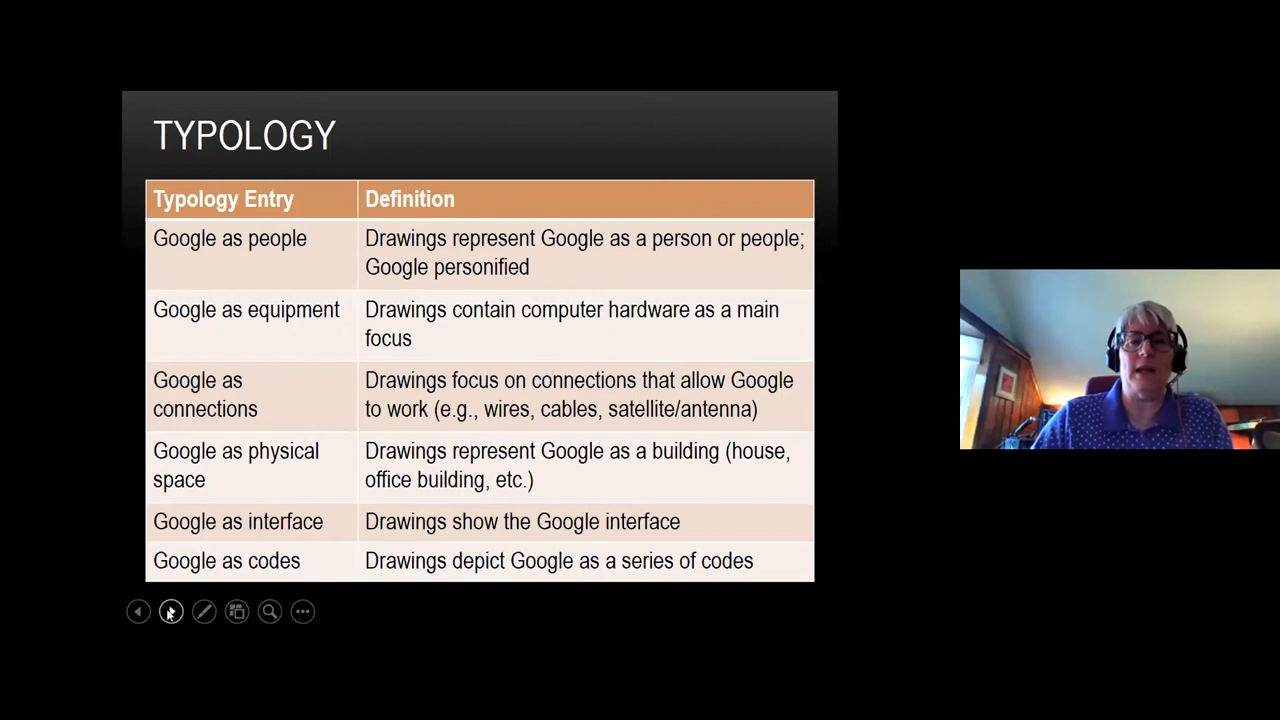 TYPOLOGY
Typology Entry
Definition
Google as people
Drawings represent Google as a person or people;
Google personified
Google as equipment
Drawings contain computer hardware as a main
focus
Google as
connections
Drawings focus on connections that allow Google
to work (e.g., wires, cables, satellite/antenna)
Google as physical
space
Drawings represent Google as a building (house,
office building, etc.)
Google as interface
Drawings show the Google interface
Google as codes
Drawings depict Google as a series of codes